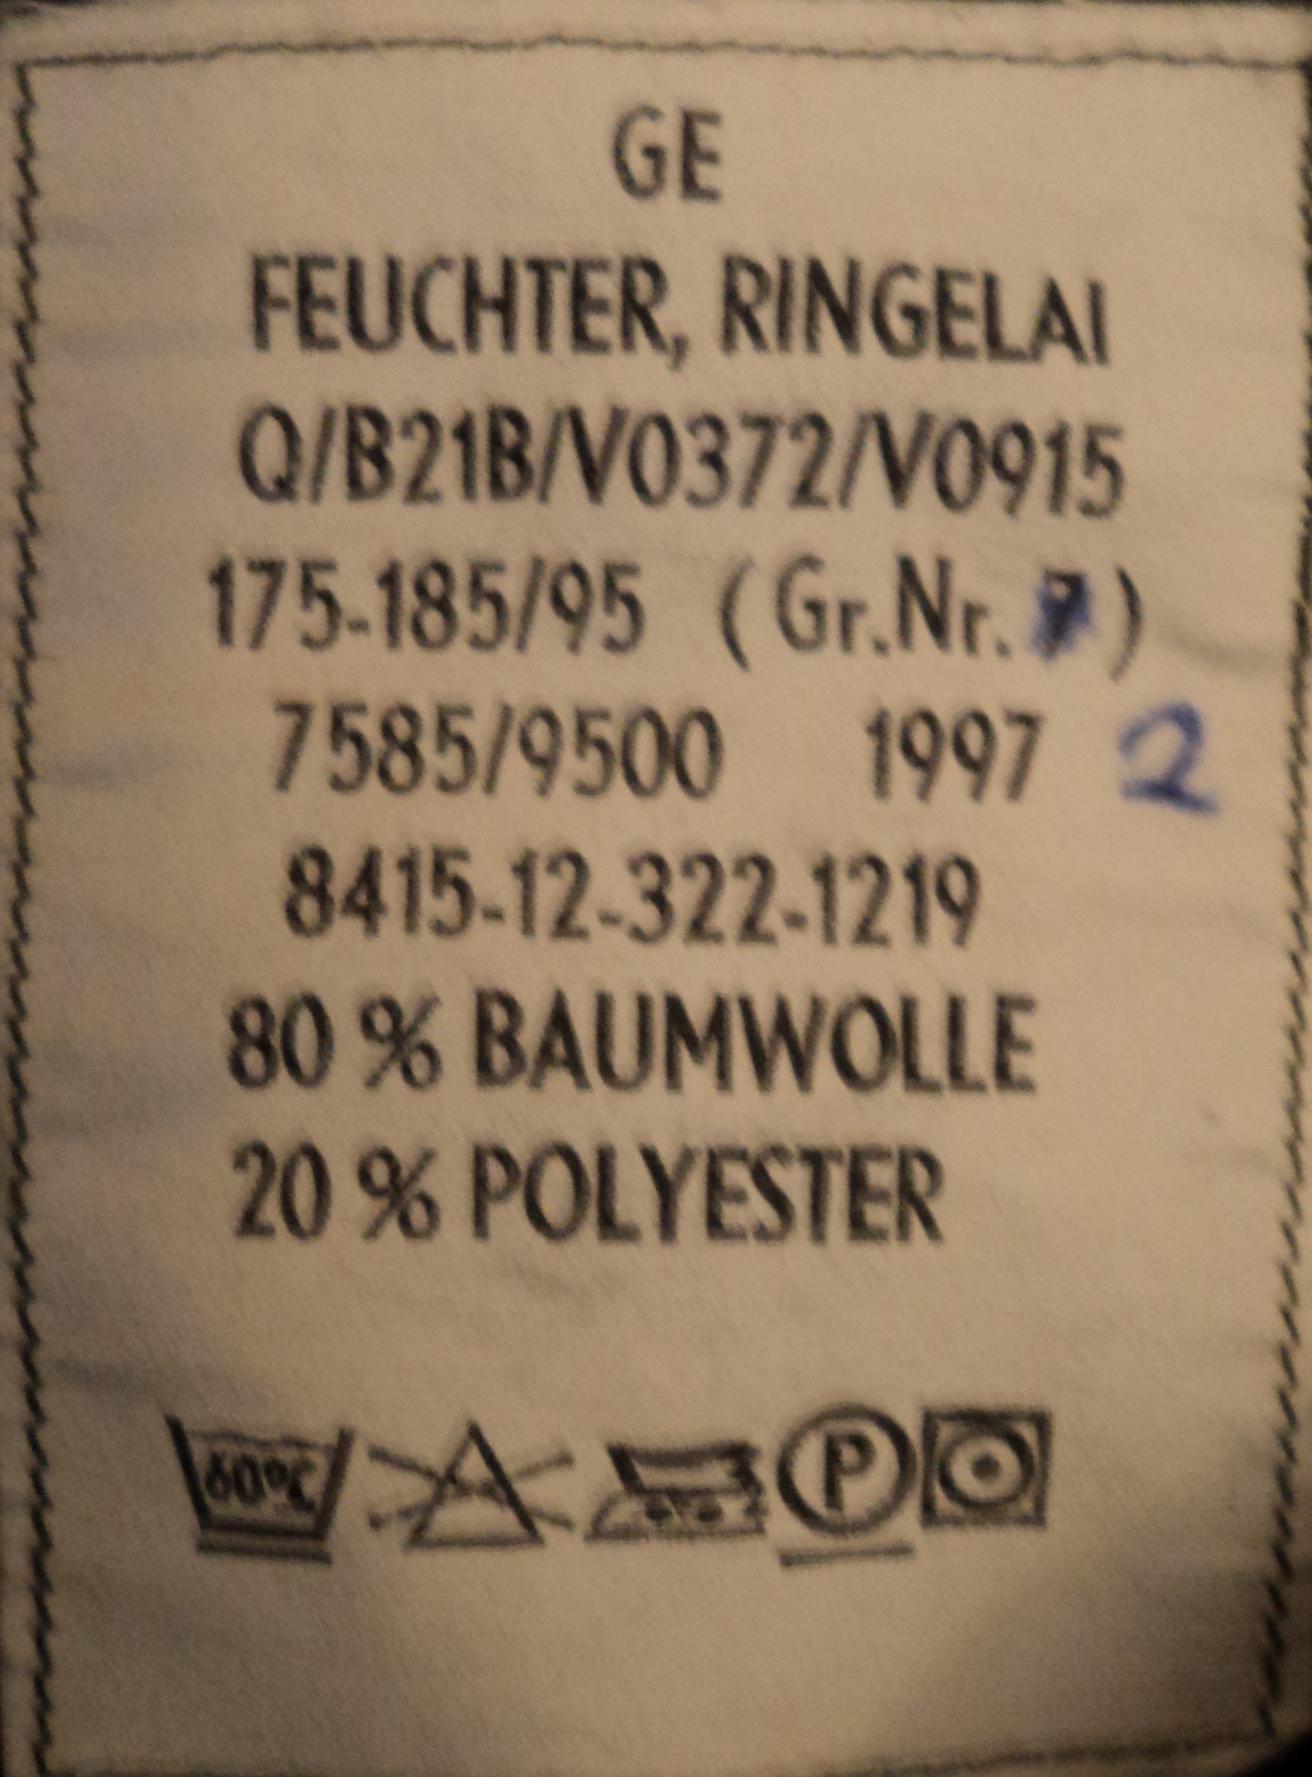 GE
FEUCHTER, RINGELAI
Q/B21B/V0372/V0915
175-185/95 (Gr.Nr. )
7585/9500 1997 2
8415-12-322-1219
80 % BAUMWOLLE
20 % POLYESTER
60°C P